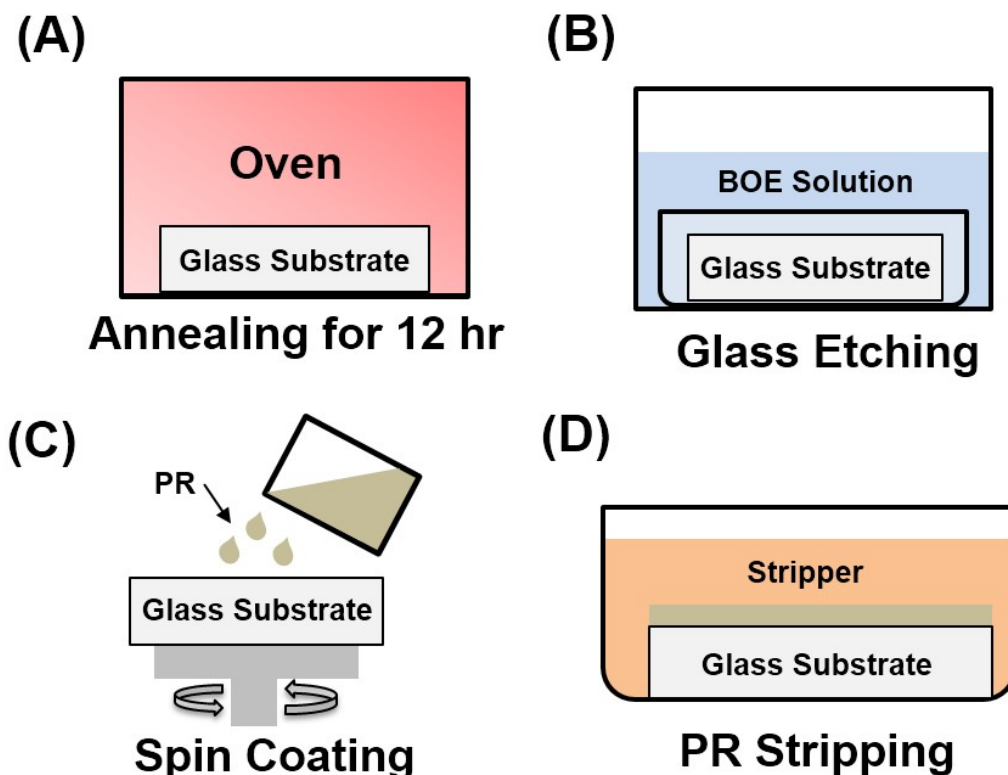 (A)
Oven
Glass Substrate
Annealing for 12 hr
(B)
BOE Solution
Glass Substrate
Glass Etching
(C)
PR
Glass Substrate
Spin Coating
(D)
Stripper
Glass Substrate
PR Stripping